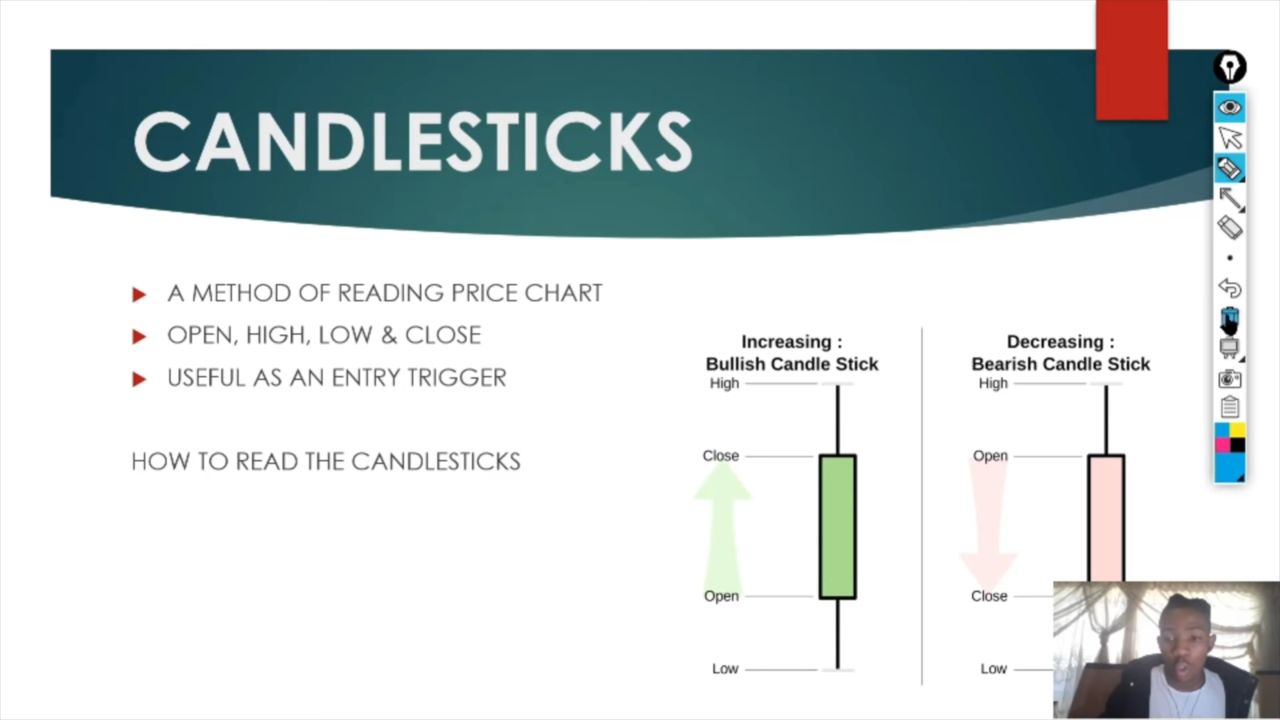 CANDLESTICKS
A METHOD OF READING PRICE CHART
OPEN, HIGH, LOW & CLOSE
USEFUL AS AN ENTRY TRIGGER
HOW TO READ THE CANDLESTICKS
Increasing :
Bullish Candle Stick
High
Close
Open
Low
Decreasing :
Bearish Candle Stick
High
Open
Close
Low